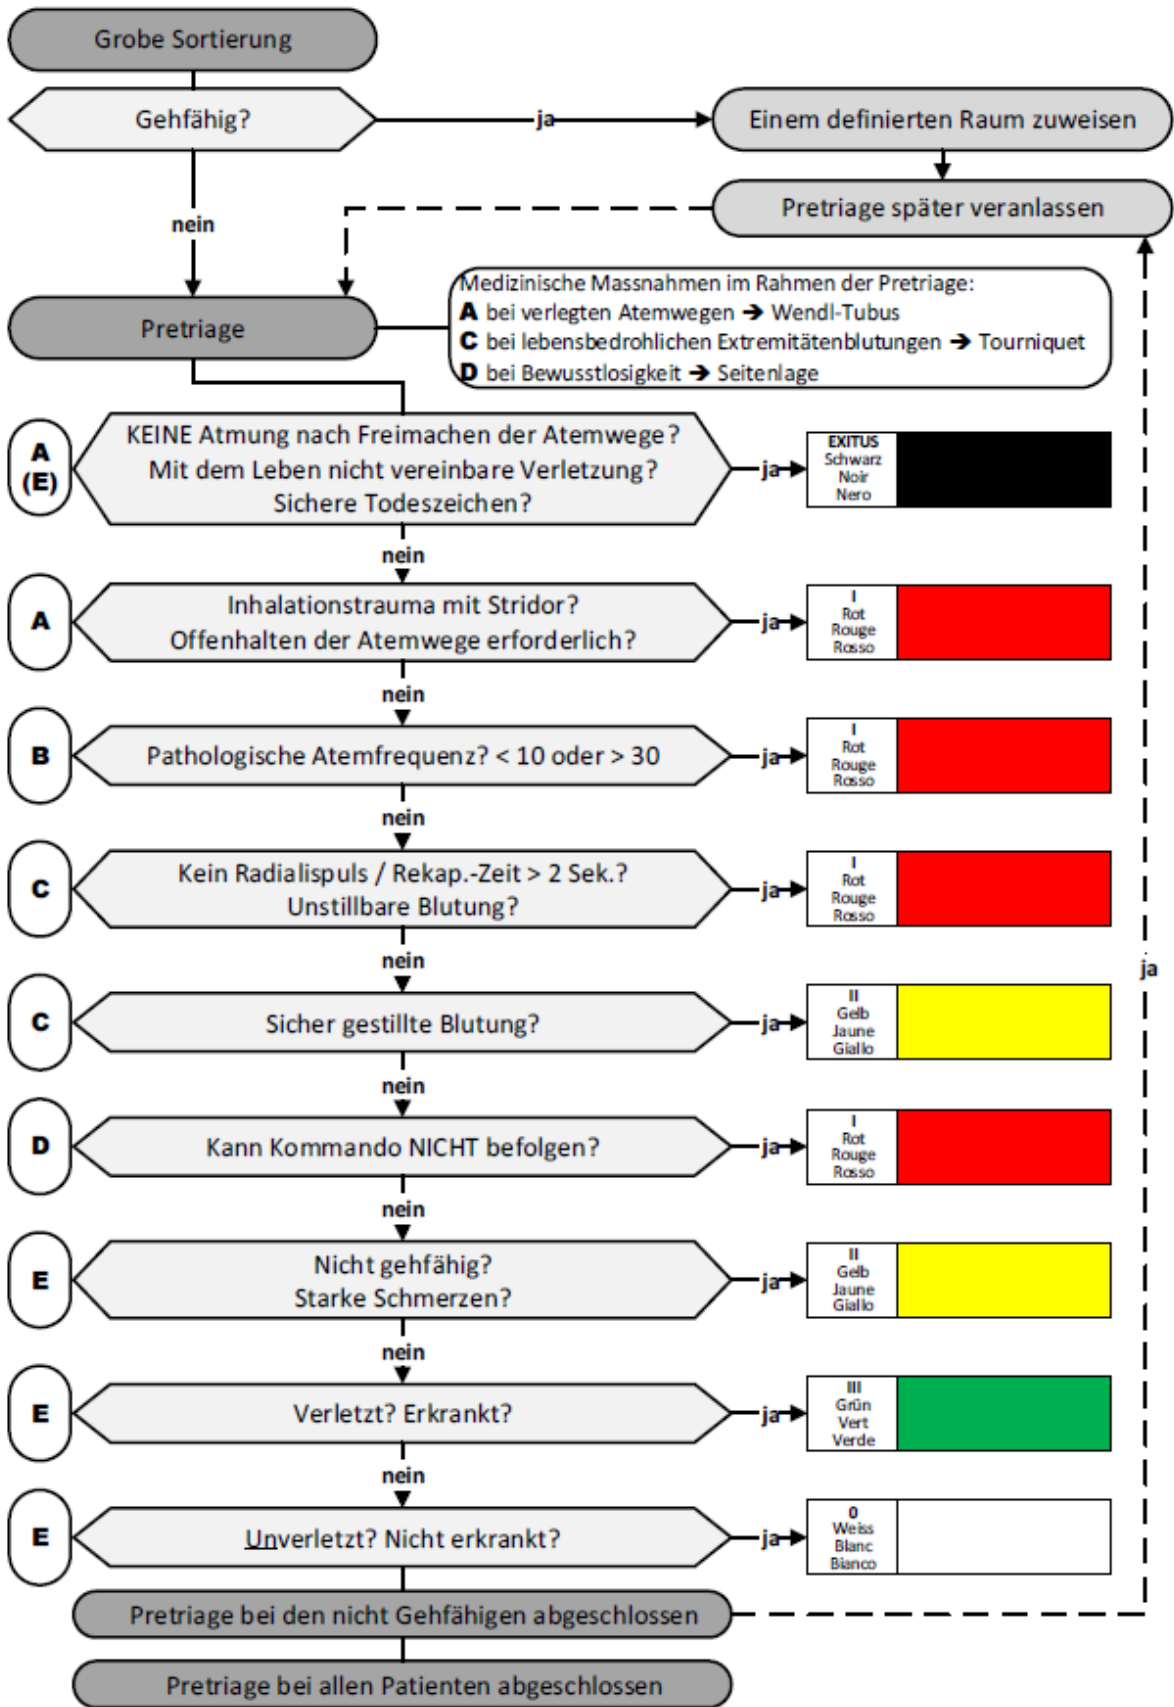 Grobe Sortierung
Gehfähig?
ja
Einem definierten Raum zuweisen
Pretriage später veranlassen
nein
Pretriage
Medizinische Massnahmen im Rahmen der Pretriage:
A bei verlegten Atemwegen ➔ Wendl-Tubus
C bei lebensbedrohlichen Extremitätenblutungen ➔ Tourniquet
D bei Bewusstlosigkeit ➔ Seitenlage
A
(E)
KEINE Atmung nach Freimachen der Atemwege?
Mit dem Leben nicht vereinbare Verletzung?
Sichere Todeszeichen?
ja
EXITUS
Schwarz
Noir
Nero
nein
A
Inhalationstrauma mit Stridor?
Offenhalten der Atemwege erforderlich?
ja
I
Rot
Rouge
Rosso
nein
B
Pathologische Atemfrequenz? < 10 oder > 30
ja
I
Rot
Rouge
Rosso
nein
C
Kein Radialispuls / Rekap.-Zeit > 2 Sek.?
Unstillbare Blutung?
ja
I
Rot
Rouge
Rosso
nein
ja
C
Sicher gestillte Blutung?
ja
II
Gelb
Jaune
Giallo
nein
D
Kann Kommando NICHT befolgen?
ja
I
Rot
Rouge
Rosso
nein
E
Nicht gehfähig?
Starke Schmerzen?
ja
II
Gelb
Jaune
Giallo
nein
E
Verletzt? Erkrankt?
ja
III
Grün
Vert
Verde
nein
E
Unverletzt? Nicht erkrankt?
ja
0
Weiss
Blanc
Bianco
Pretriage bei den nicht Gehfähigen abgeschlossen
Pretriage bei allen Patienten abgeschlossen